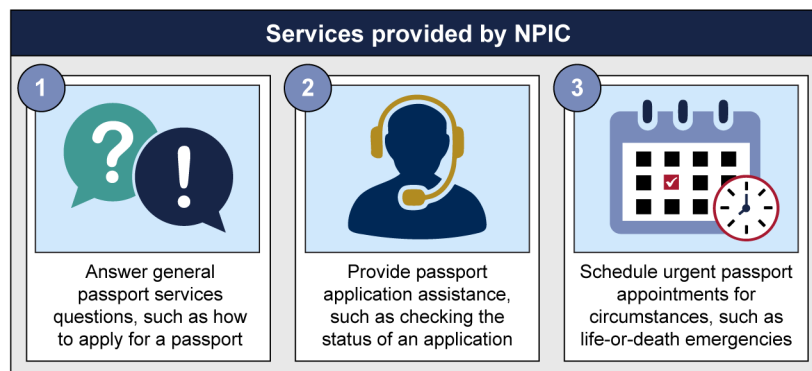 Services provided by NPIC
1
?
!
Answer general
passport services
questions, such as how
to apply for a passport
2
Provide passport
application assistance,
such as checking the
status of an application
3
Schedule urgent passport
appointments for
circumstances, such as
life-or-death emergencies